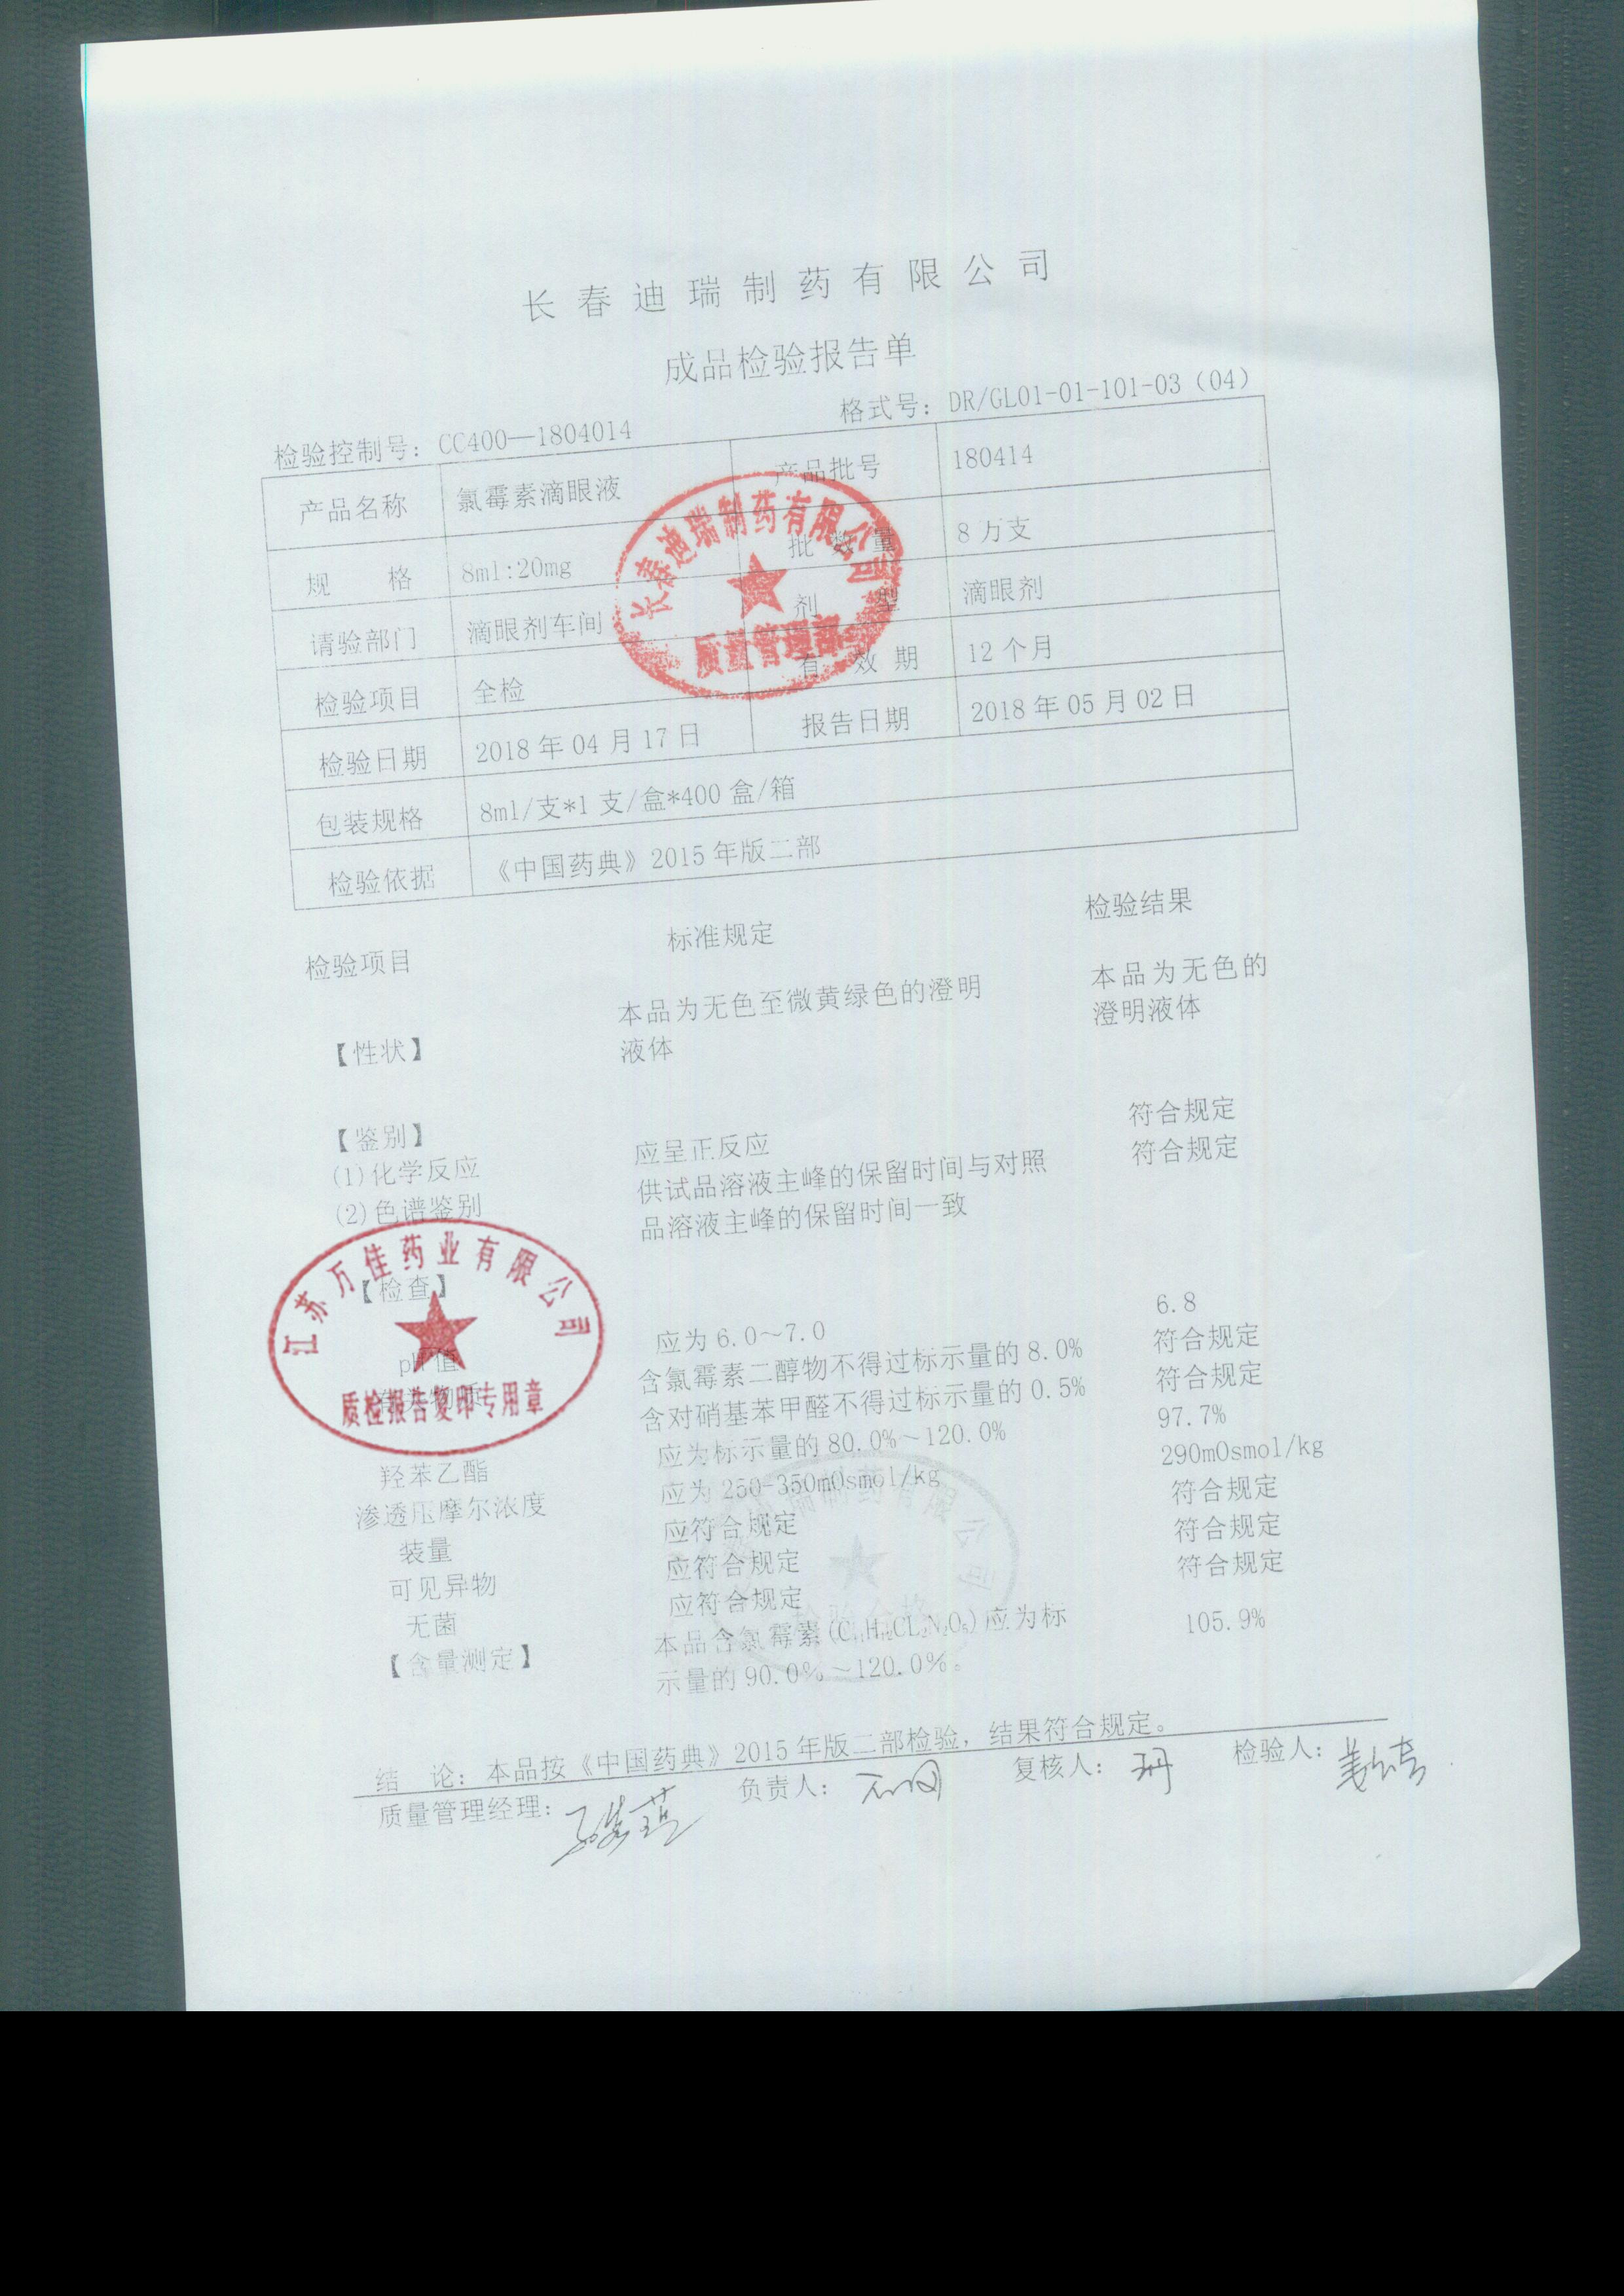 长春迪瑞制药有限公司
成品检验报告单
格式号：DR/GL01-01-101-03（04）
检验控制号：CC400—1804014
产品名称 氯霉素滴眼液 产品批号 180414
规 格 8ml:20mg 批 数 量 8万支
请验部门 滴眼剂车间 剂 型 滴眼剂
检验项目 全检 有 效 期 12个月
检验日期 2018年04月17日 报告日期 2018年05月02日
包装规格 8ml/支*1支/盒*400盒/箱
检验依据 《中国药典》2015年版二部
长春迪瑞制药有限公司
质量管理部
检验项目 标准规定 检验结果
【性状】 本品为无色至微黄绿色的澄明 本品为无色的
液体 澄明液体
【鉴别】
(1)化学反应 应呈正反应 符合规定
(2)色谱鉴别 供试品溶液主峰的保留时间与对照 符合规定
品溶液主峰的保留时间一致
【检查】
pH值 应为6.0～7.0 6.8
有关物质 含氯霉素二醇物不得过标示量的8.0% 符合规定
含对硝基苯甲醛不得过标示量的0.5% 符合规定
羟苯乙酯 应为标示量的80.0%～120.0% 97.7%
渗透压摩尔浓度 应为250-350mOsmol/kg 290mOsmol/kg
装量 应符合规定 符合规定
可见异物 应符合规定 符合规定
无菌 应符合规定 符合规定
【含量测定】 本品含氯霉素(C₁₁H₁₂CL₂N₂O₅)应为标 105.9%
示量的90.0%～120.0%。
江苏万佳药业有限公司
质检报告复印专用章
瑞制药有限公司
结 论：本品按《中国药典》2015年版二部检验，结果符合规定。
质量管理经理： 负责人： 复核人： 检验人：